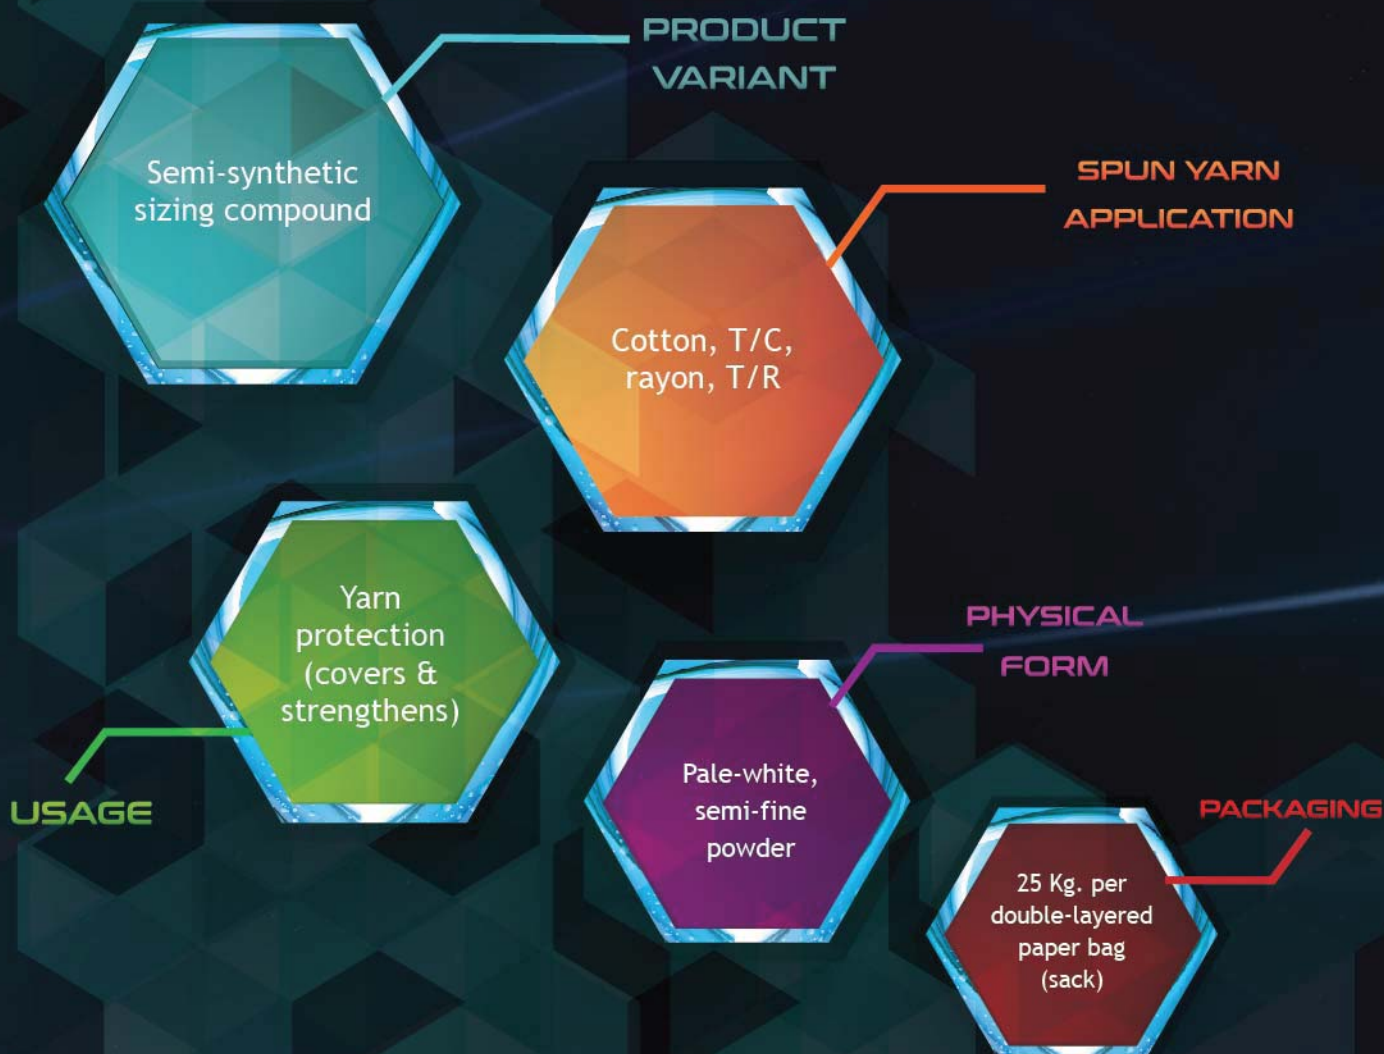 PRODUCT
VARIANT
Semi-synthetic
sizing compound
SPUN YARN
APPLICATION
Cotton, T/C,
rayon, T/R
Yarn
protection
(covers &
strengthens)
USAGE
PHYSICAL
FORM
Pale-white,
semi-fine
powder
PACKAGING
25 Kg. per
double-layered
paper bag
(sack)